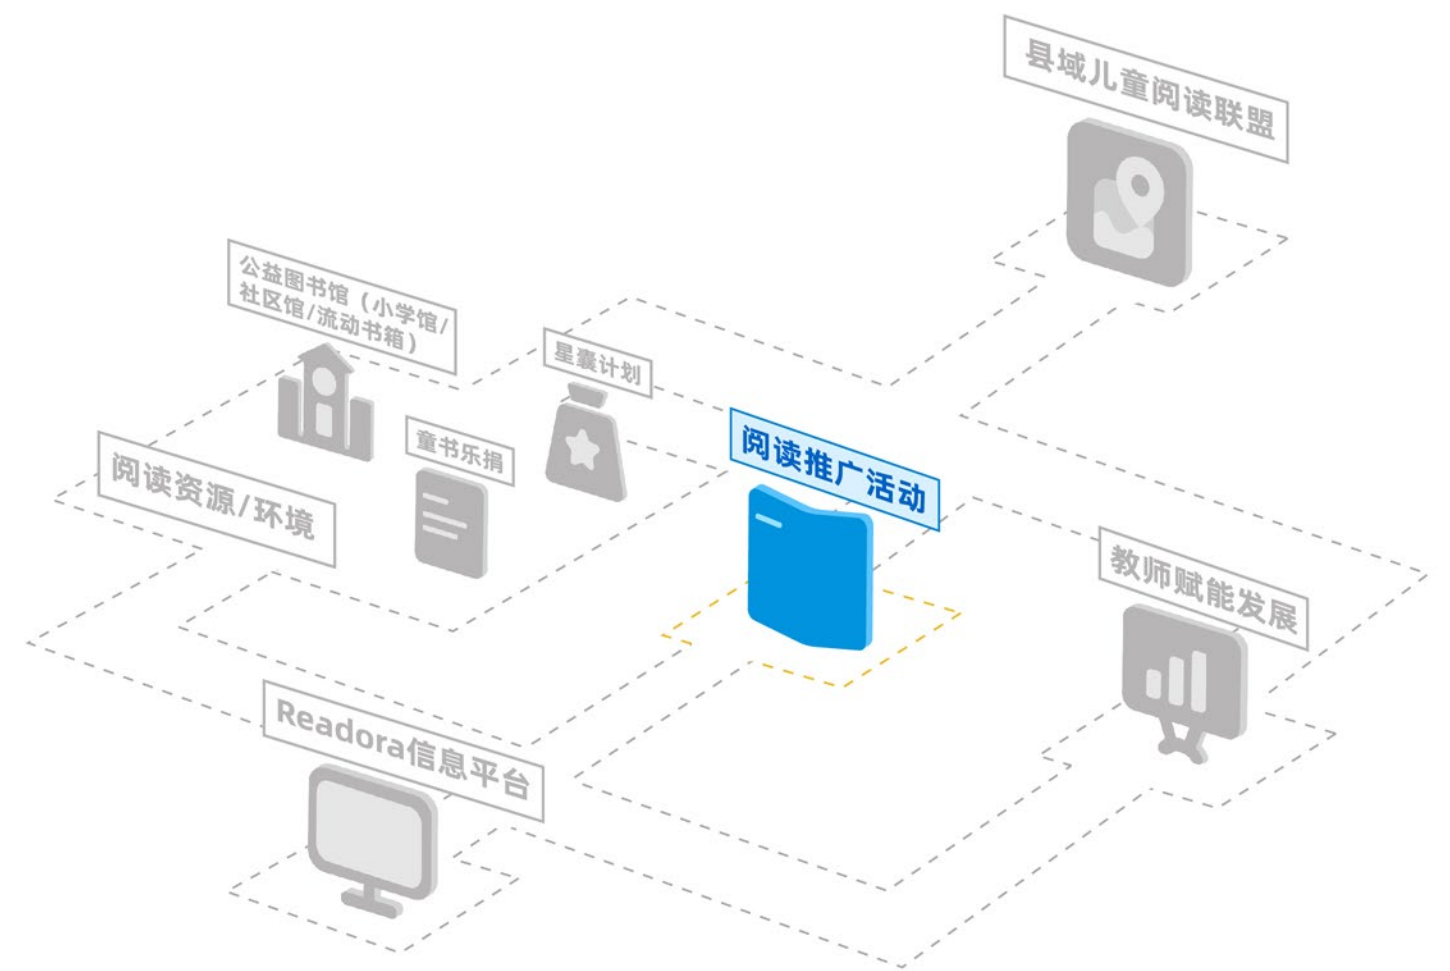 县域儿童阅读联盟
公益图书馆（小学馆/
社区馆/流动书箱）
星囊计划
童书乐捐
阅读资源/环境
阅读推广活动
教师赋能发展
Readora信息平台